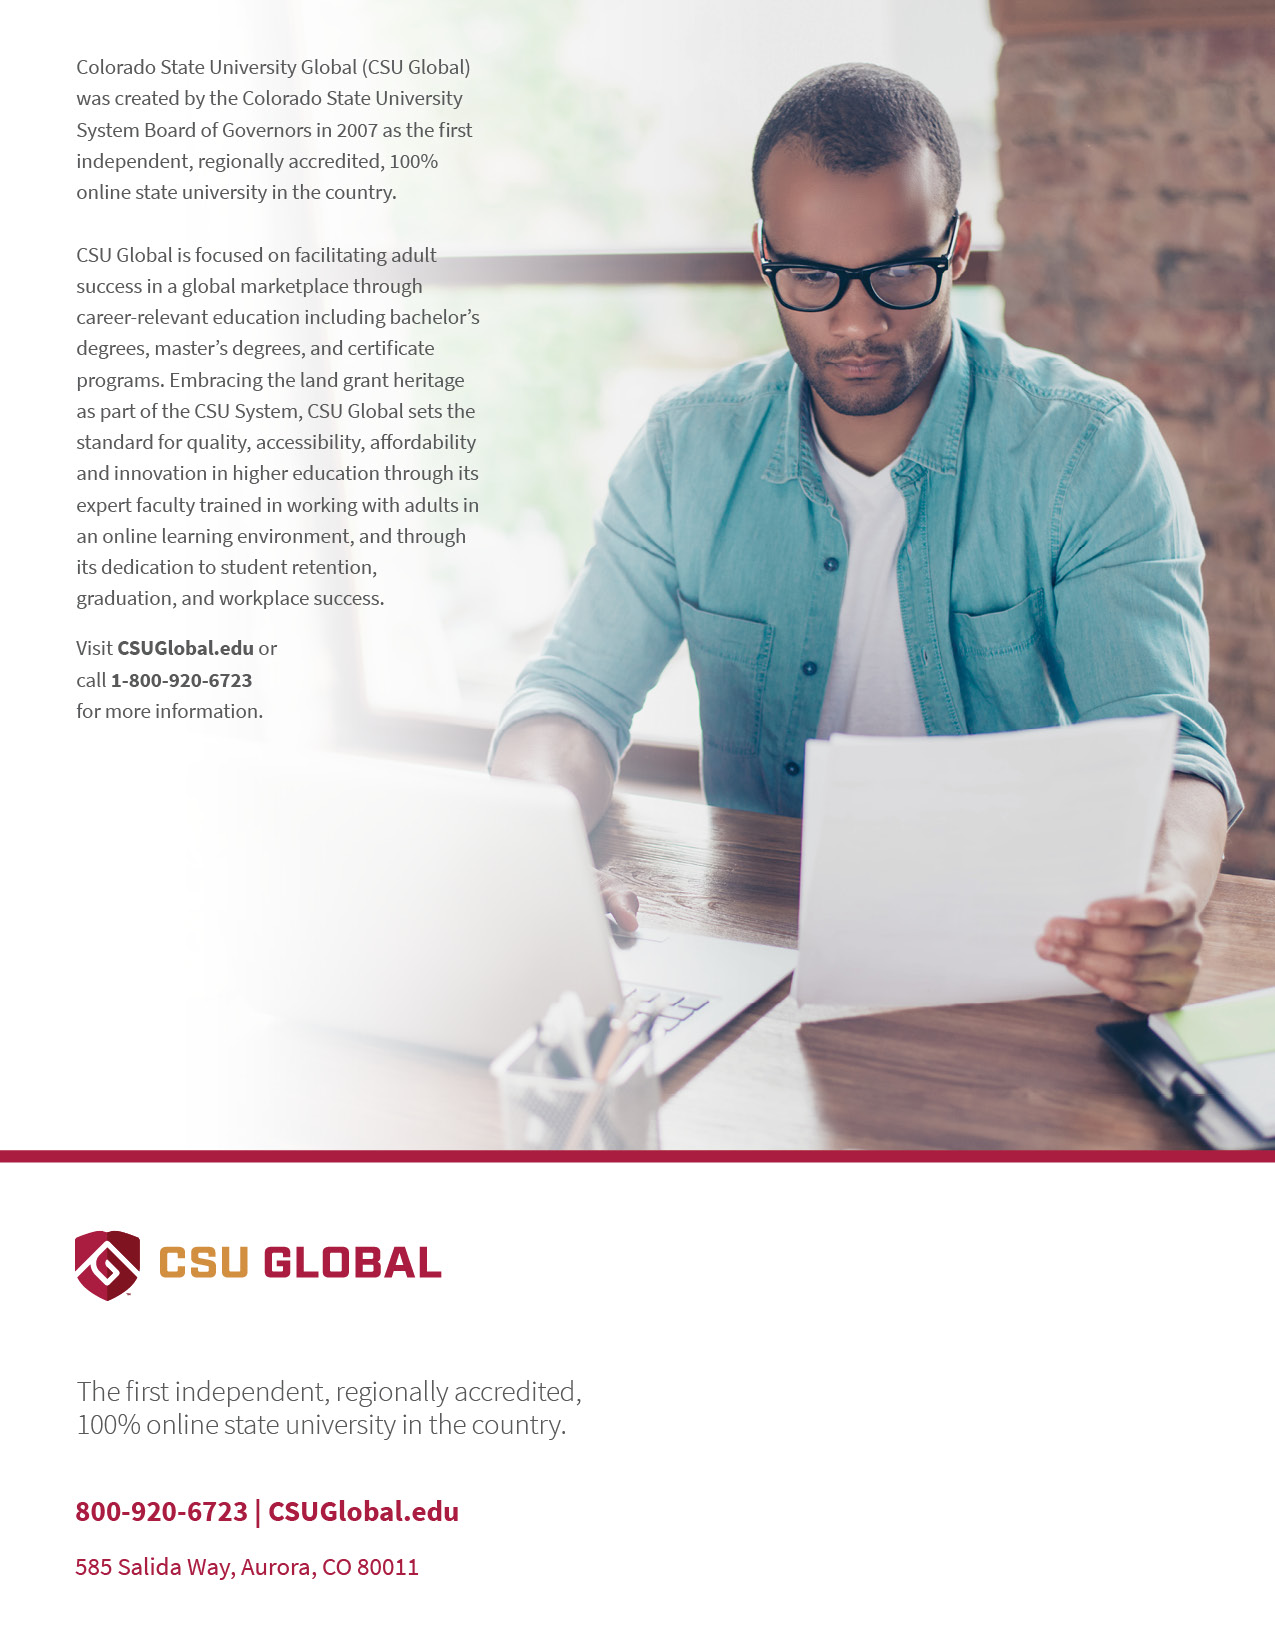 Colorado State University Global (CSU Global)
was created by the Colorado State University
System Board of Governors in 2007 as the first
independent, regionally accredited, 100%
online state university in the country.
CSU Global is focused on facilitating adult
success in a global marketplace through
career-relevant education including bachelor’s
degrees, master’s degrees, and certificate
programs. Embracing the land grant heritage
as part of the CSU System, CSU Global sets the
standard for quality, accessibility, affordability
and innovation in higher education through its
expert faculty trained in working with adults in
an online learning environment, and through
its dedication to student retention,
graduation, and workplace success.
Visit CSUGlobal.edu or
call 1-800-920-6723
for more information.
CSU GLOBAL
The first independent, regionally accredited,
100% online state university in the country.
800-920-6723 | CSUGlobal.edu
585 Salida Way, Aurora, CO 80011